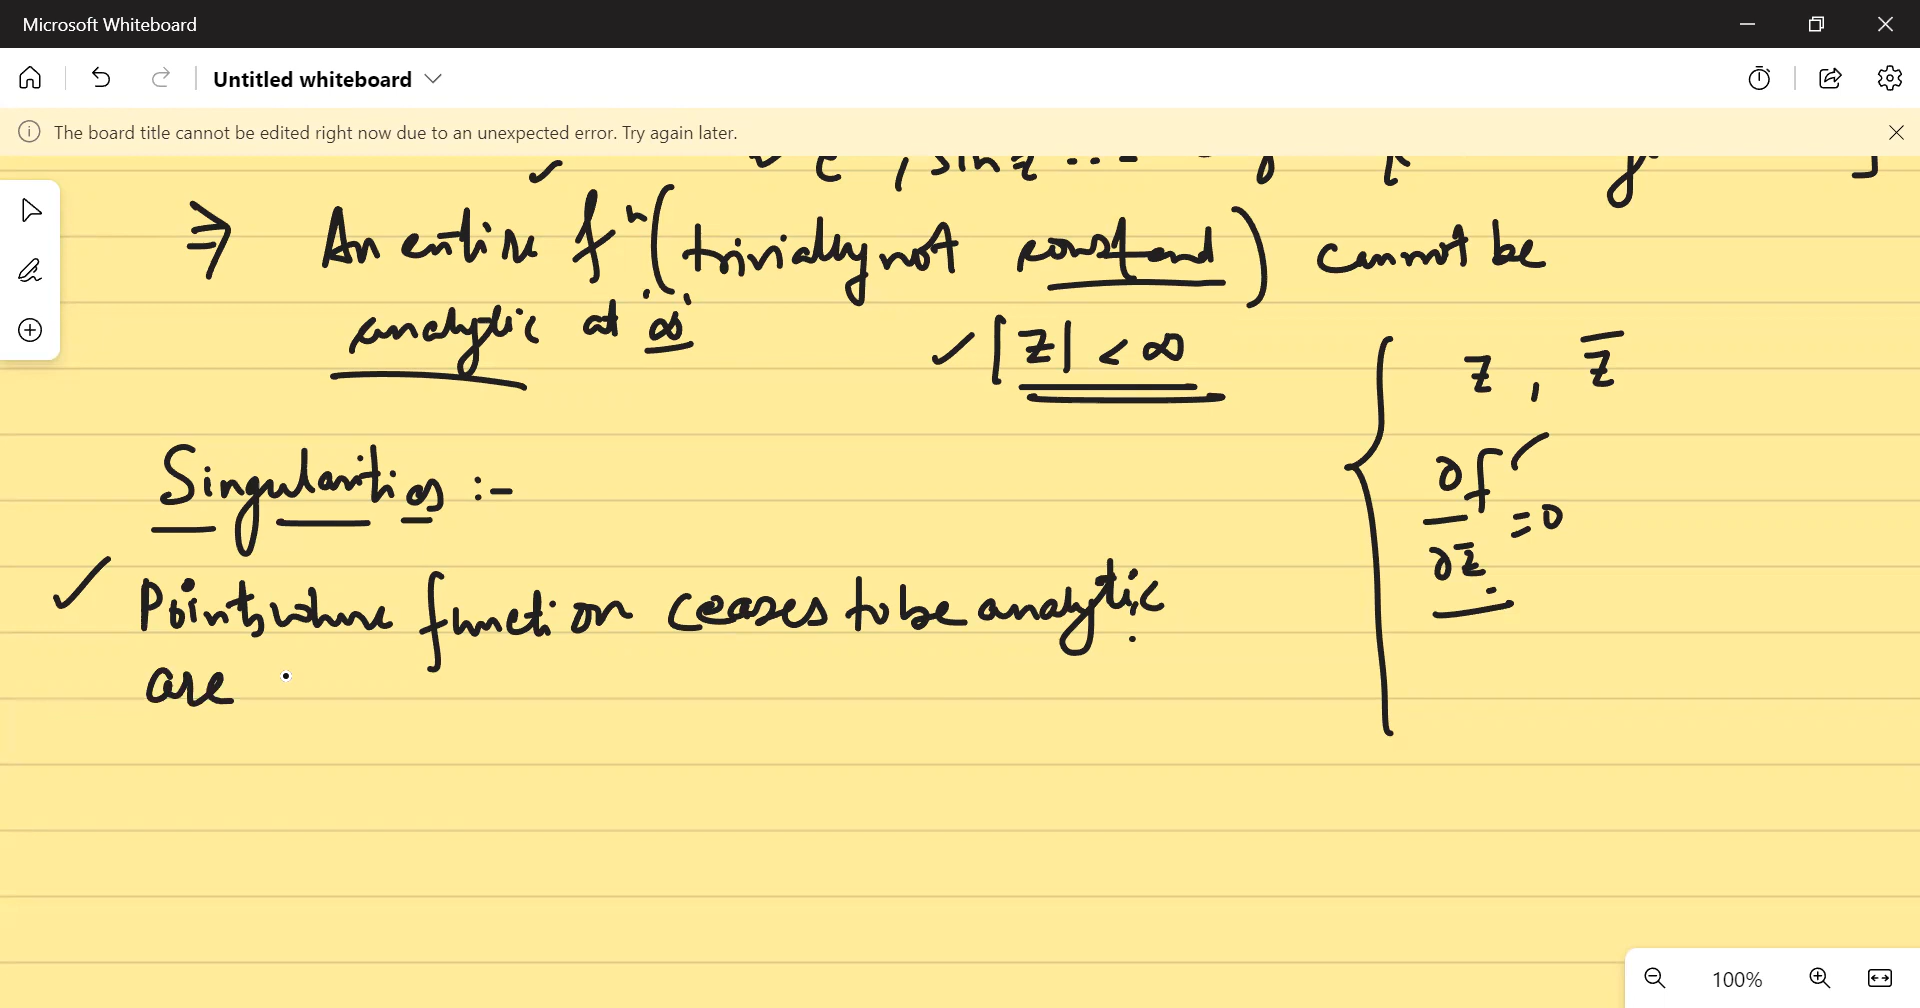 Microsoft Whiteboard
Untitled whiteboard
The board title cannot be edited right now due to an unexpected error. Try again later.
, sin z ...
⇒ An entire fⁿ (trivially not constant) cannot be
analytic at ∞
✓ |z| < ∞
z , z̄
∂f/∂z̄ = 0
Singularities :-
✓ Points where function ceases to be analytic
are
100%